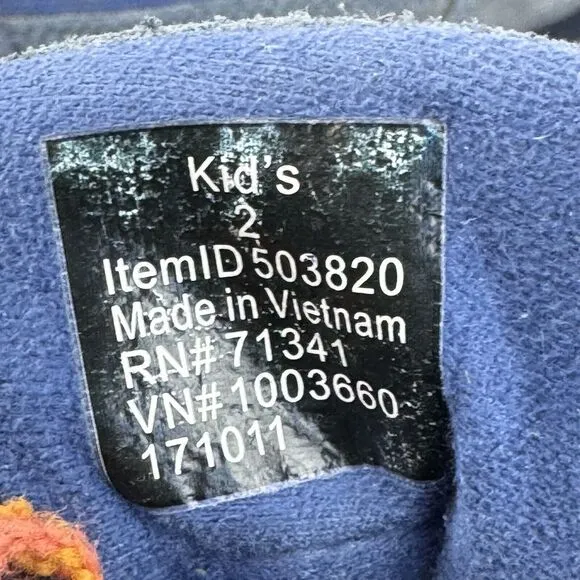 Kid's
2
ItemID 503820
Made in Vietnam
RN# 71341
VN# 1003660
171011